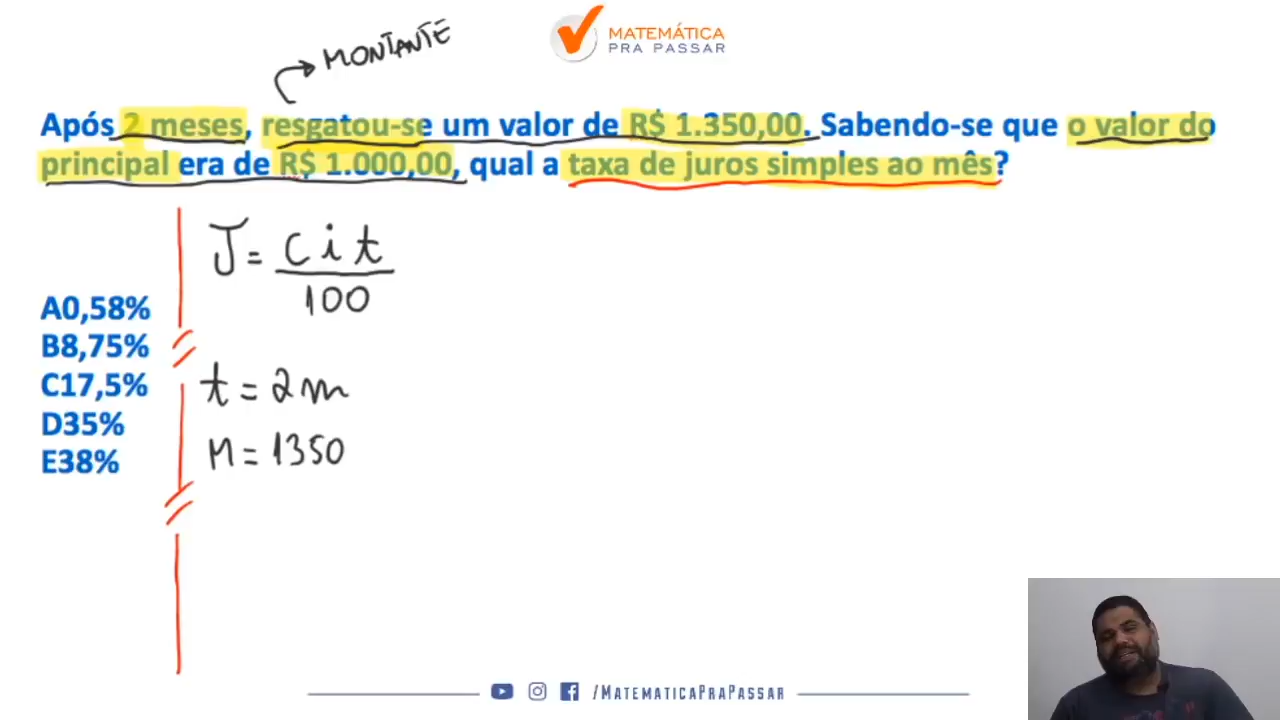 MATEMÁTICA
PRA PASSAR
MONTANTE
Após 2 meses, resgatou-se um valor de R$ 1.350,00. Sabendo-se que o valor do
principal era de R$ 1.000,00, qual a taxa de juros simples ao mês?
J = c i t
100
A0,58%
B8,75%
C17,5%
D35%
E38%
t = 2m
M = 1350
/MATEMATICAPRAPASSAR